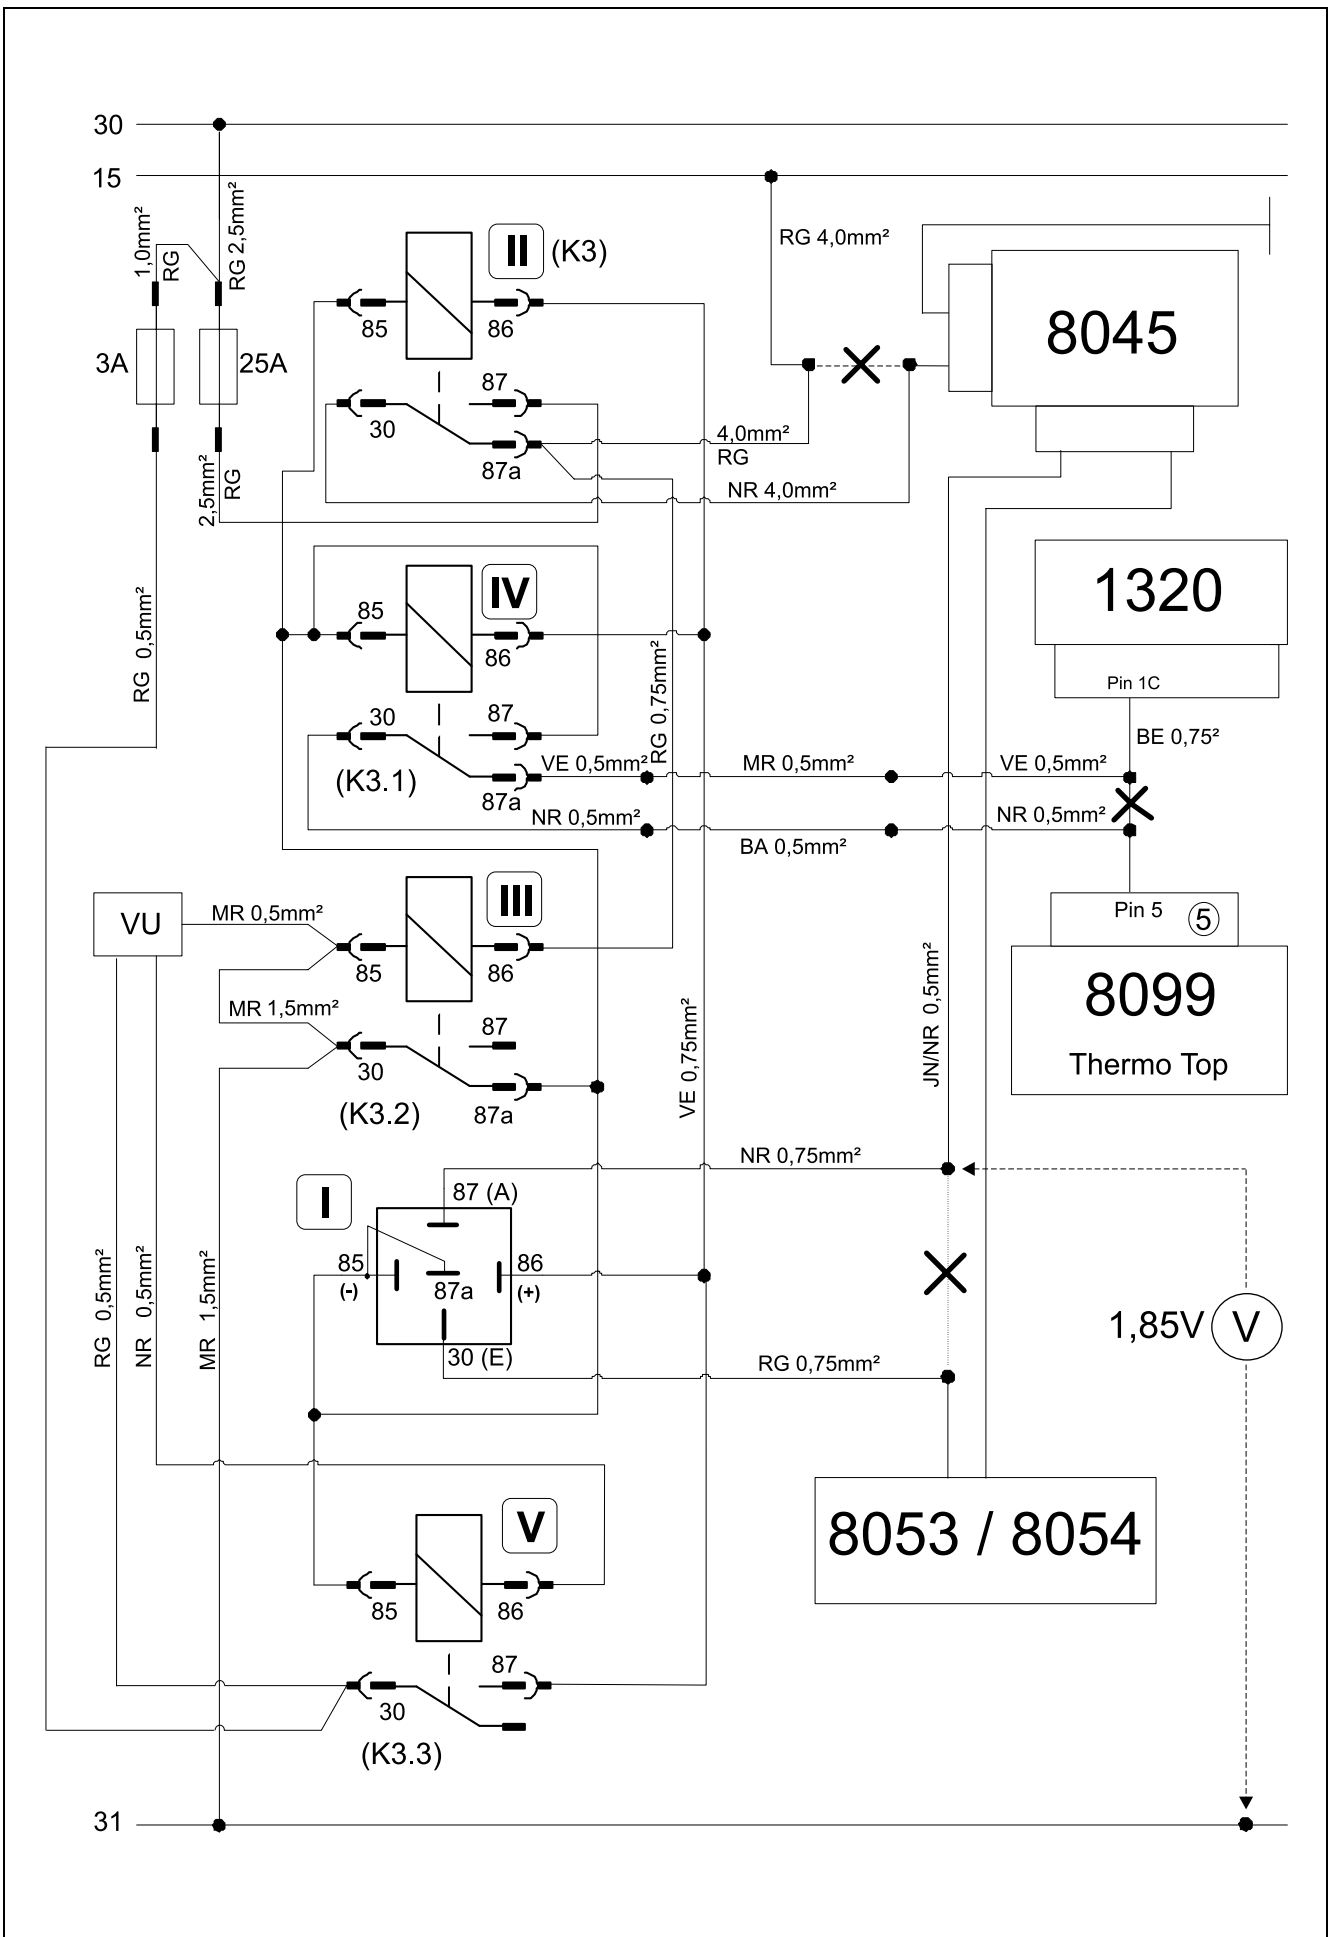 30
15
1,0mm²
RG
RG 2,5mm²
II (K3)
RG 4,0mm²
8045
85
86
3A
25A
87
30
87a
4,0mm²
RG
NR 4,0mm²
2,5mm²
RG
IV
1320
85
86
RG 0,5mm²
Pin 1C
RG 0,75mm²
30
87
BE 0,75²
(K3.1)
87a
VE 0,5mm²
MR 0,5mm²
VE 0,5mm²
NR 0,5mm²
BA 0,5mm²
NR 0,5mm²
III
VU
MR 0,5mm²
Pin 5
5
85
86
8099
Thermo Top
MR 1,5mm²
87
30
(K3.2)
87a
VE 0,75mm²
JN/NR 0,5mm²
NR 0,75mm²
I
87 (A)
85
(-)
87a
86
(+)
30 (E)
RG 0,75mm²
1,85V
V
RG 0,5mm²
NR 0,5mm²
MR 1,5mm²
V
8053 / 8054
85
86
87
30
(K3.3)
31